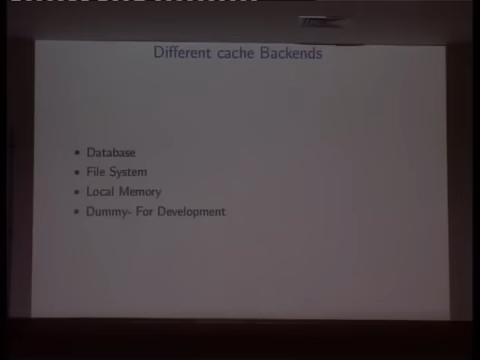 Different cache Backends
• Database
• File System
• Local Memory
• Dummy- For Development